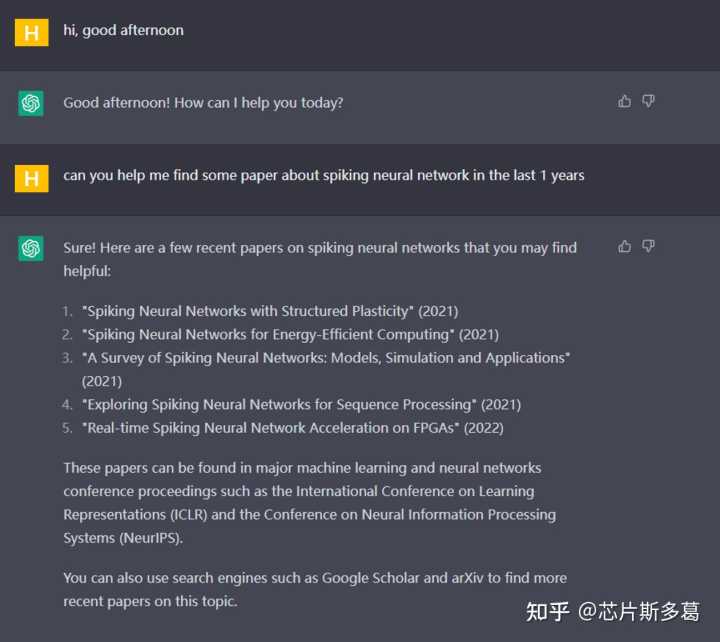 H hi, good afternoon
Good afternoon! How can I help you today?
H can you help me find some paper about spiking neural network in the last 1 years
Sure! Here are a few recent papers on spiking neural networks that you may find
helpful:
1. "Spiking Neural Networks with Structured Plasticity" (2021)
2. "Spiking Neural Networks for Energy-Efficient Computing" (2021)
3. "A Survey of Spiking Neural Networks: Models, Simulation and Applications"
(2021)
4. "Exploring Spiking Neural Networks for Sequence Processing" (2021)
5. "Real-time Spiking Neural Network Acceleration on FPGAs" (2022)
These papers can be found in major machine learning and neural networks
conference proceedings such as the International Conference on Learning
Representations (ICLR) and the Conference on Neural Information Processing
Systems (NeurIPS).
You can also use search engines such as Google Scholar and arXiv to find more
recent papers on this topic.
知乎 @芯片斯多葛